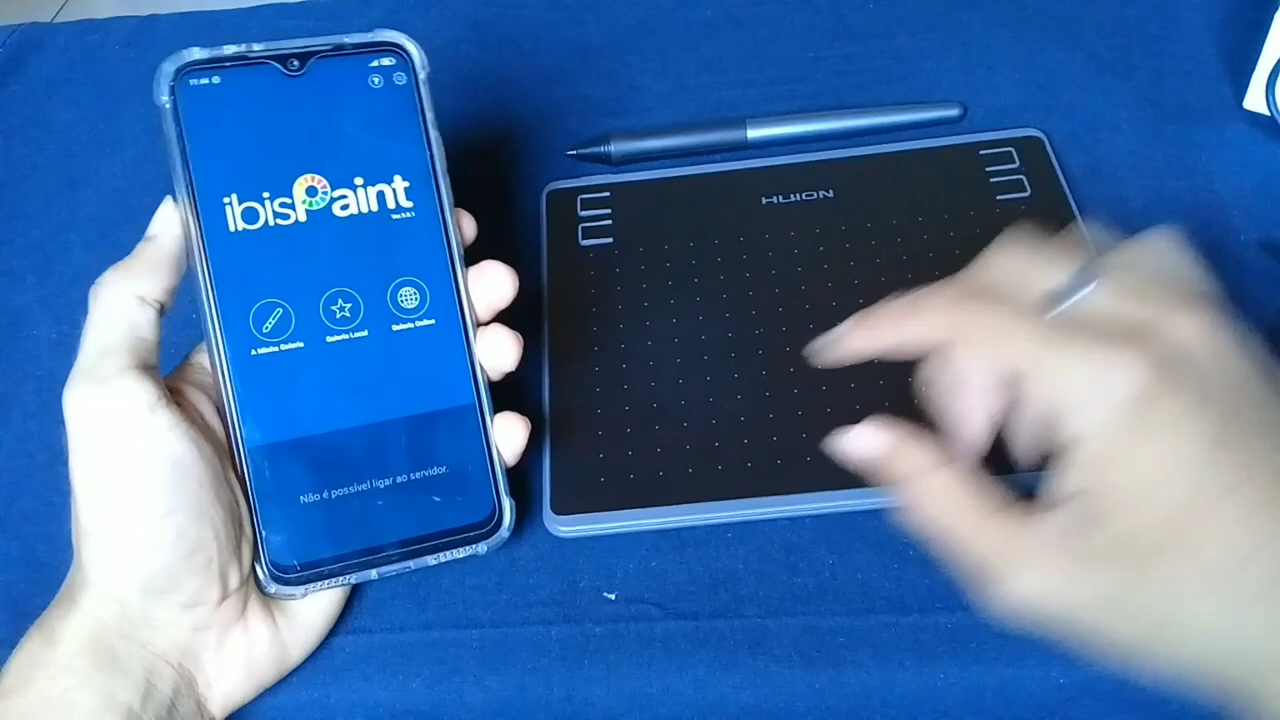 ibisPaint
A Minha Galeria
Galeria Local
Galeria Online
Não é possível ligar ao servidor.
HUION